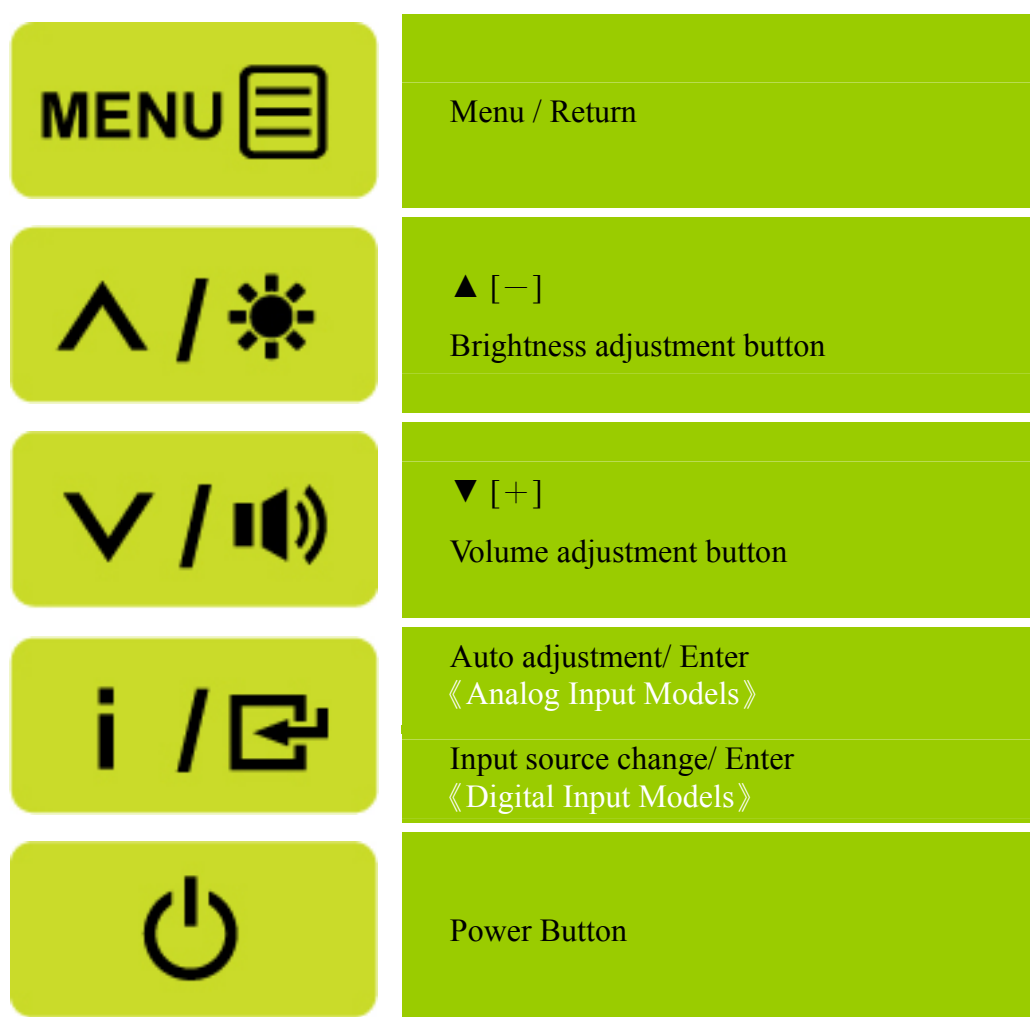 MENU
Menu / Return
/
▲ [－]
Brightness adjustment button
/
▼ [＋]
Volume adjustment button
i /
Auto adjustment/ Enter
《Analog Input Models》
Input source change/ Enter
《Digital Input Models》
Power Button